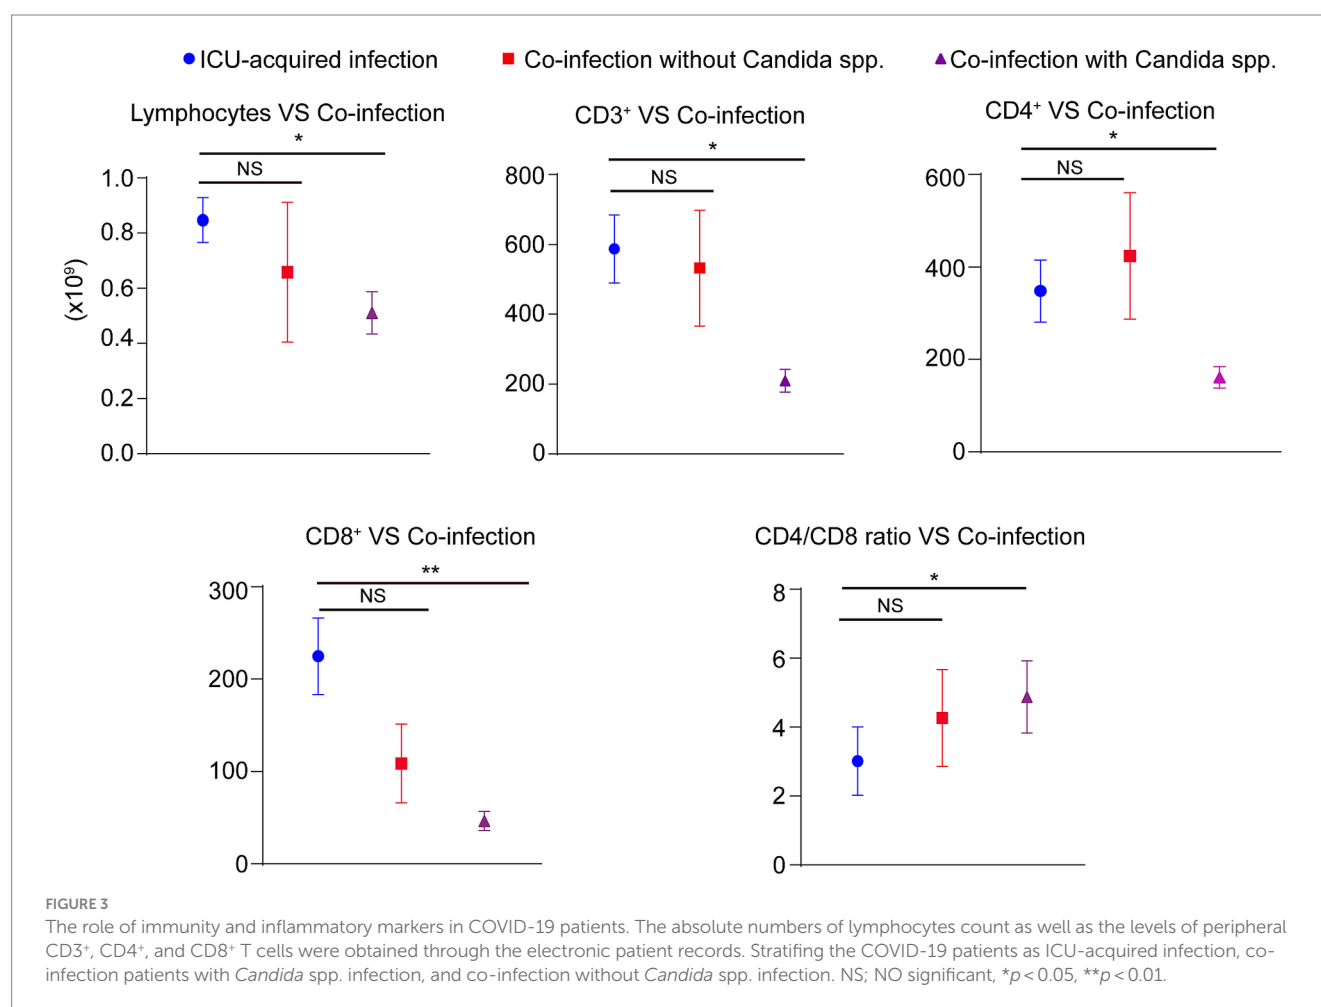 ICU-acquired infection Co-infection without Candida spp. Co-infection with Candida spp.
Lymphocytes VS Co-infection
*
NS
1.0
0.8
0.6
0.4
0.2
0.0
(x10⁹)
CD3⁺ VS Co-infection
*
NS
800
600
400
200
0
CD4⁺ VS Co-infection
*
NS
600
400
200
0
CD8⁺ VS Co-infection
**
NS
300
200
100
0
CD4/CD8 ratio VS Co-infection
*
NS
8
6
4
2
0
FIGURE 3
The role of immunity and inflammatory markers in COVID-19 patients. The absolute numbers of lymphocytes count as well as the levels of peripheral
CD3⁺, CD4⁺, and CD8⁺ T cells were obtained through the electronic patient records. Stratifing the COVID-19 patients as ICU-acquired infection, co-
infection patients with Candida spp. infection, and co-infection without Candida spp. infection. NS; NO significant, *p < 0.05, **p < 0.01.